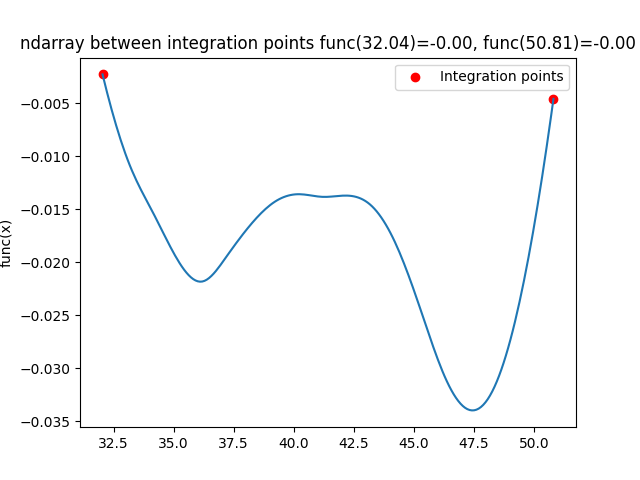 ndarray between integration points func(32.04)=-0.00, func(50.81)=-0.00
Integration points
func(x)
−0.005
−0.010
−0.015
−0.020
−0.025
−0.030
−0.035
32.5 35.0 37.5 40.0 42.5 45.0 47.5 50.0